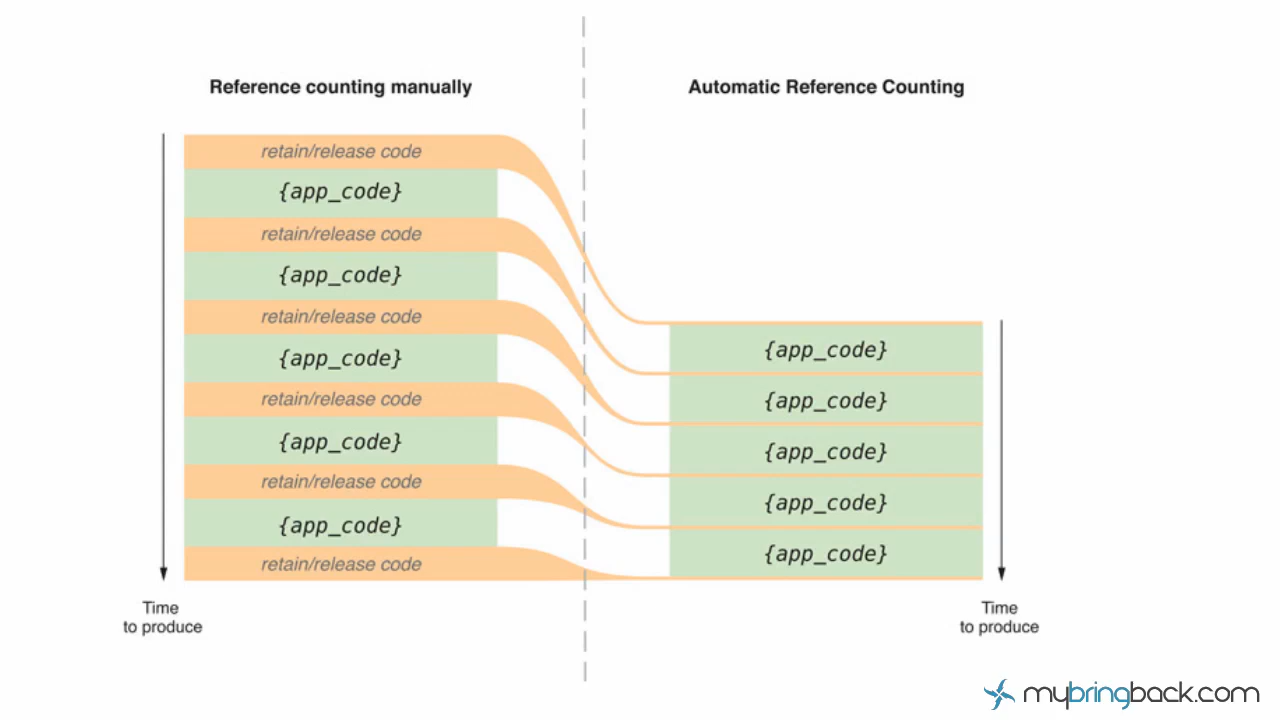 Reference counting manually
Automatic Reference Counting
retain/release code
{app_code}
retain/release code
{app_code}
retain/release code
{app_code}
retain/release code
{app_code}
retain/release code
{app_code}
retain/release code
{app_code}
{app_code}
{app_code}
{app_code}
{app_code}
Time
to produce
Time
to produce
mybringback.com